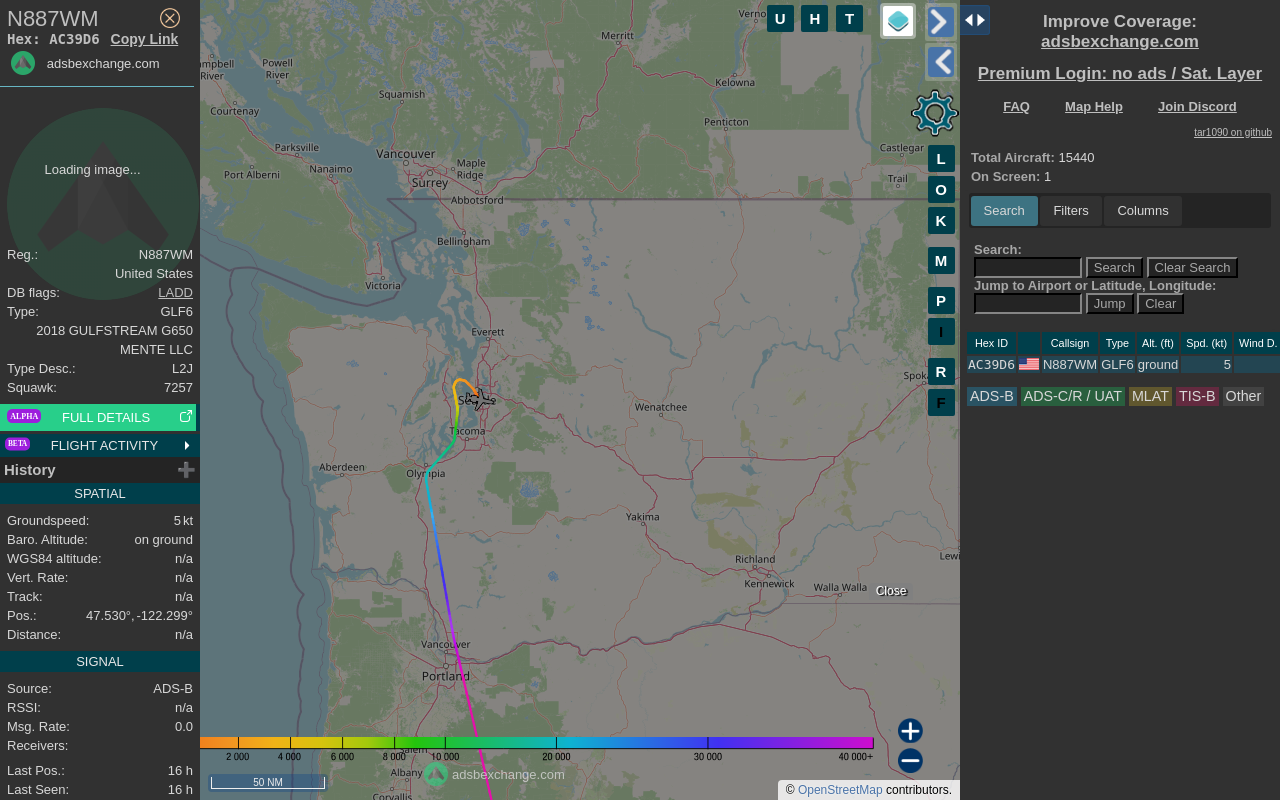 N887WM
Hex: AC39D6 Copy Link
adsbexchange.com
Loading image...
Reg.: N887WM
United States
DB flags: LADD
Type: GLF6
2018 GULFSTREAM G650
MENTE LLC
Type Desc.: L2J
Squawk: 7257
ALPHA FULL DETAILS
BETA FLIGHT ACTIVITY
History
SPATIAL
Groundspeed: 5 kt
Baro. Altitude: on ground
WGS84 altitude: n/a
Vert. Rate: n/a
Track: n/a
Pos.: 47.530°, -122.299°
Distance: n/a
SIGNAL
Source: ADS-B
RSSI: n/a
Msg. Rate: 0.0
Receivers:
Last Pos.: 16 h
Last Seen: 16 h
U H T
L
O
K
M
P
I
R
F
Merritt
Powell River
River
Kelowna
Squamish
Courtenay
Penticton
Parksville
Vancouver
Castlegar
Nanaimo
Maple Ridge
Port Alberni
Surrey
Trail
Abbotsford
Bellingham
Victoria
Everett
Wenatchee
Tacoma
Aberdeen
Olympia
Yakima
Richland
Kennewick
Walla Walla
Close
Vancouver
Portland
Albany
Corvallis
2 000 4 000 6 000 8 000 10 000 20 000 30 000 40 000+
50 NM
adsbexchange.com
© OpenStreetMap contributors.
Improve Coverage:
adsbexchange.com
Premium Login: no ads / Sat. Layer
FAQ Map Help Join Discord
tar1090 on github
Total Aircraft: 15440
On Screen: 1
Search Filters Columns
Search:
Search Clear Search
Jump to Airport or Latitude, Longitude:
Jump Clear
Hex ID Callsign Type Alt. (ft) Spd. (kt) Wind D.
AC39D6 N887WM GLF6 ground 5
ADS-B ADS-C/R / UAT MLAT TIS-B Other